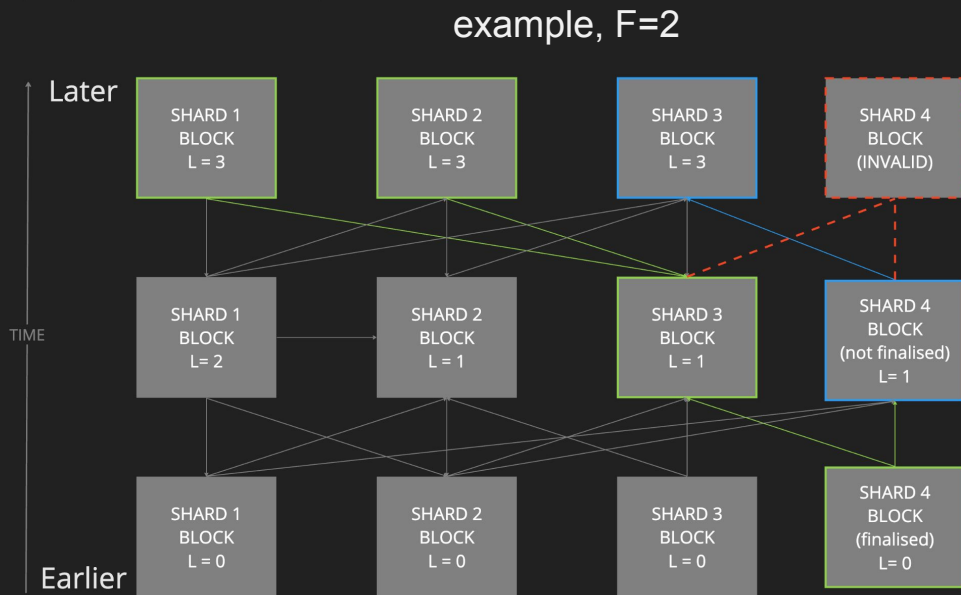 example, F=2
Later
SHARD 1
BLOCK
L = 3
SHARD 2
BLOCK
L = 3
SHARD 3
BLOCK
L = 3
SHARD 4
BLOCK
(INVALID)
TIME
SHARD 1
BLOCK
L= 2
SHARD 2
BLOCK
L = 1
SHARD 3
BLOCK
L = 1
SHARD 4
BLOCK
(not finalised)
L= 1
SHARD 1
BLOCK
L = 0
SHARD 2
BLOCK
L = 0
SHARD 3
BLOCK
L = 0
SHARD 4
BLOCK
(finalised)
L= 0
Earlier